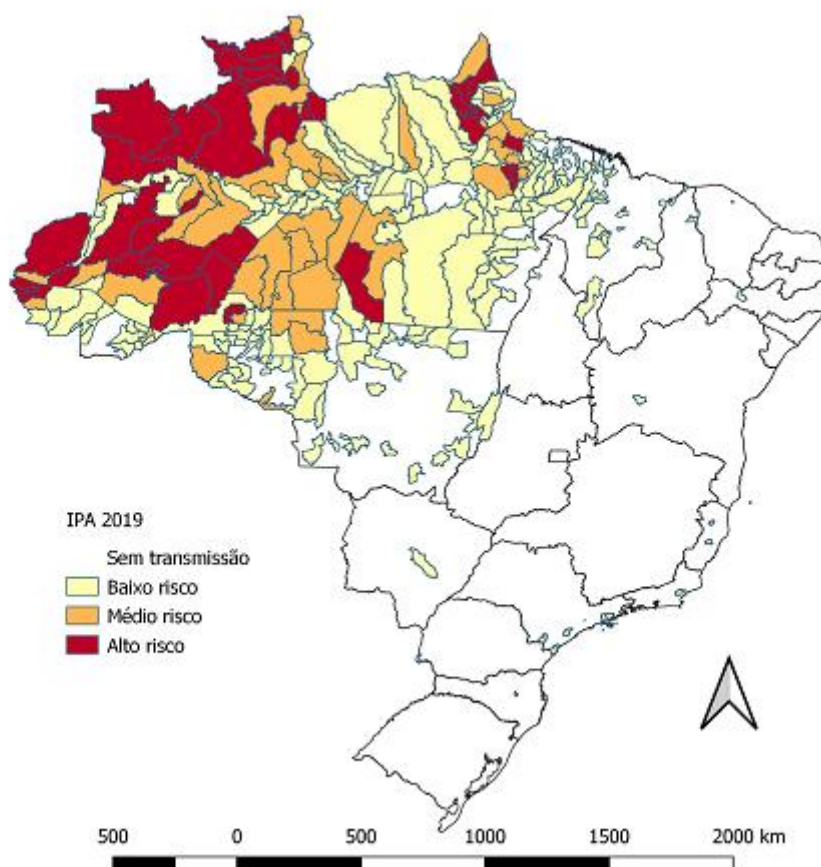 IPA 2019
Sem transmissão
Baixo risco
Médio risco
Alto risco
500 0 500 1000 1500 2000 km